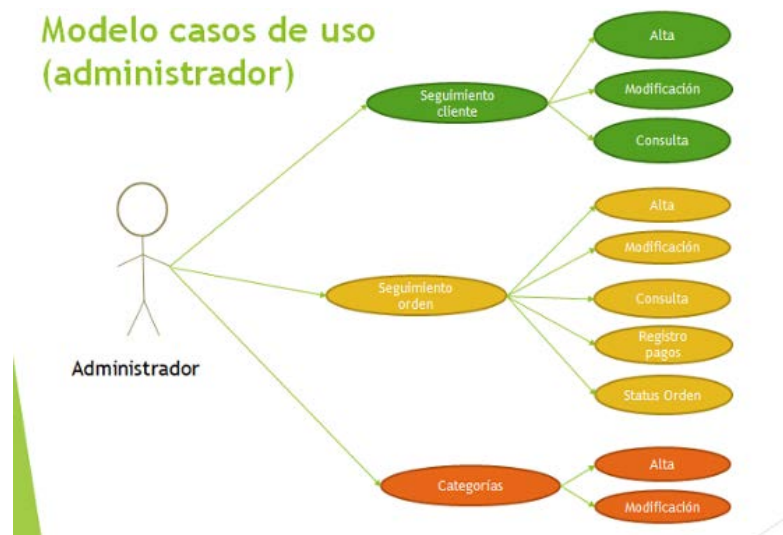 Modelo casos de uso
(administrador)
Alta
Seguimiento
cliente
Modificación
Consulta
Alta
Modificación
Seguimiento
orden
Consulta
Registro
pagos
Status Orden
Administrador
Alta
Categorías
Modificación